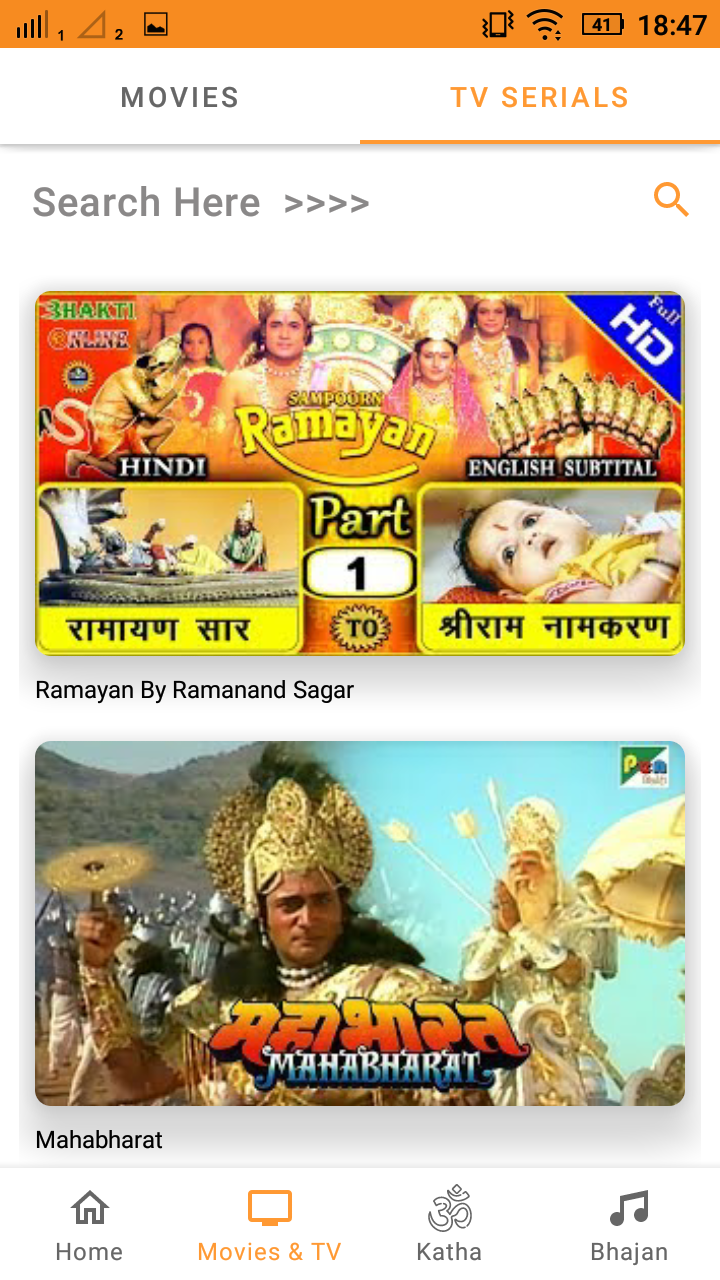 1 2 41 18:47
MOVIES TV SERIALS
Search Here >>>>
BHAKTI
ONLINE
Full
HD
SAMPOORN
Ramayan
HINDI
ENGLISH SUBTITAL
Part
1
TO
रामायण सार
श्रीराम नामकरण
Ramayan By Ramanand Sagar
Pen
महाभारत
MAHABHARAT
Mahabharat
Home Movies & TV Katha Bhajan